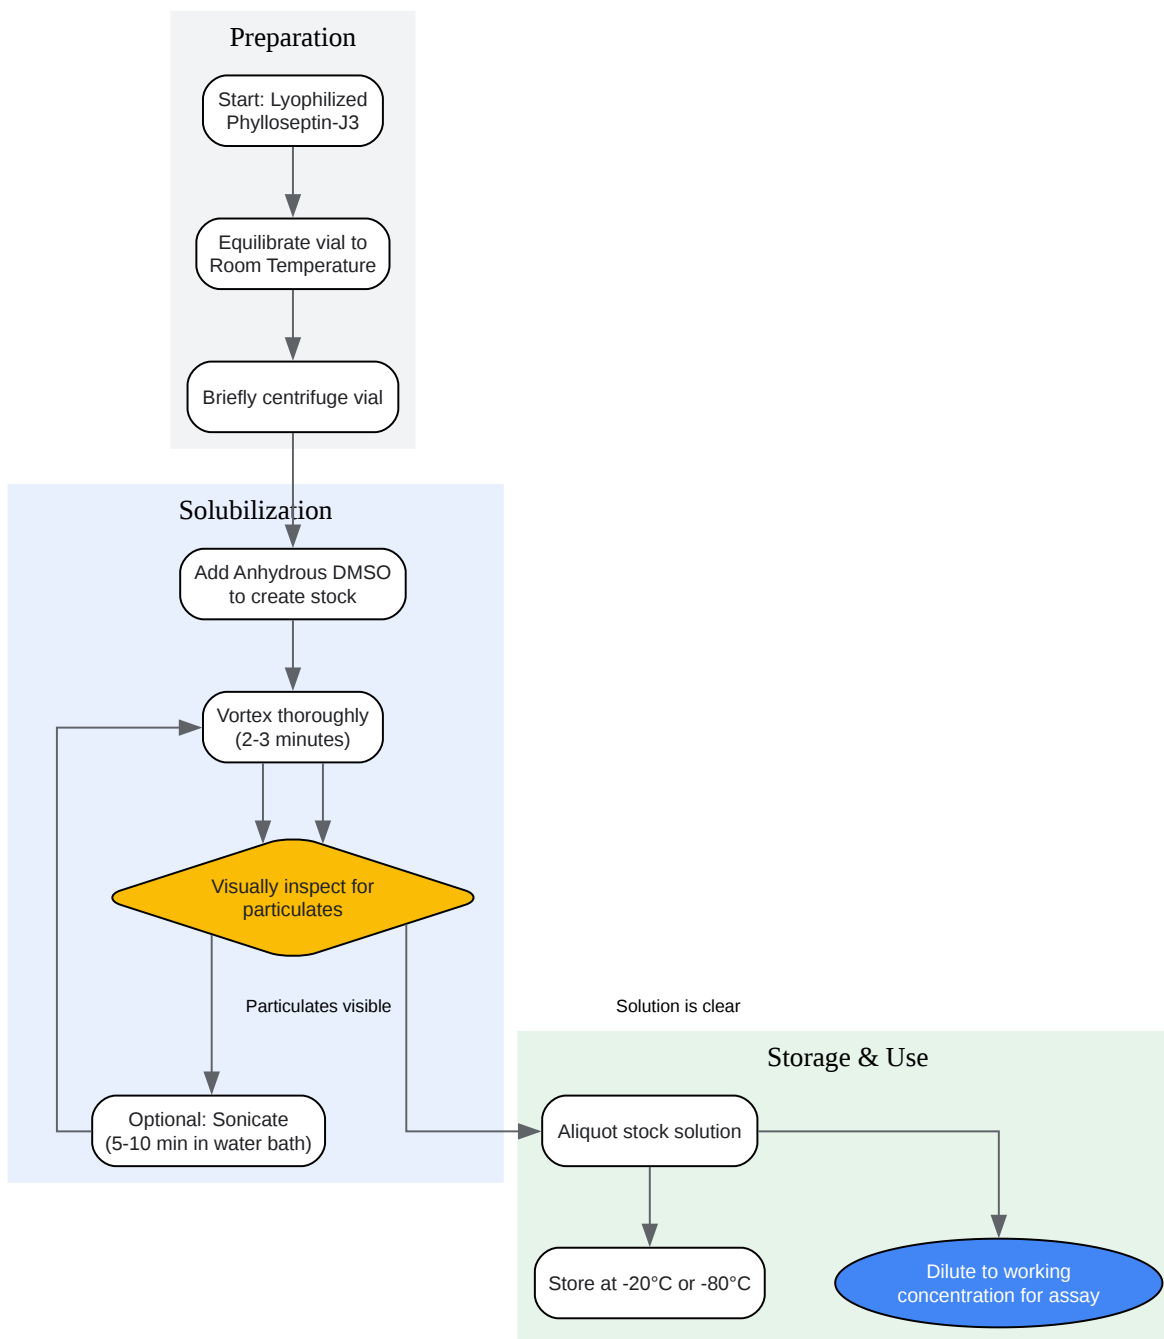 Preparation
Start: Lyophilized
Phylloseptin-J3
Equilibrate vial to
Room Temperature
Briefly centrifuge vial
Solubilization
Add Anhydrous DMSO
to create stock
Vortex thoroughly
(2-3 minutes)
Visually inspect for
particulates
Particulates visible
Solution is clear
Optional: Sonicate
(5-10 min in water bath)
Storage & Use
Aliquot stock solution
Store at -20°C or -80°C
Dilute to working
concentration for assay